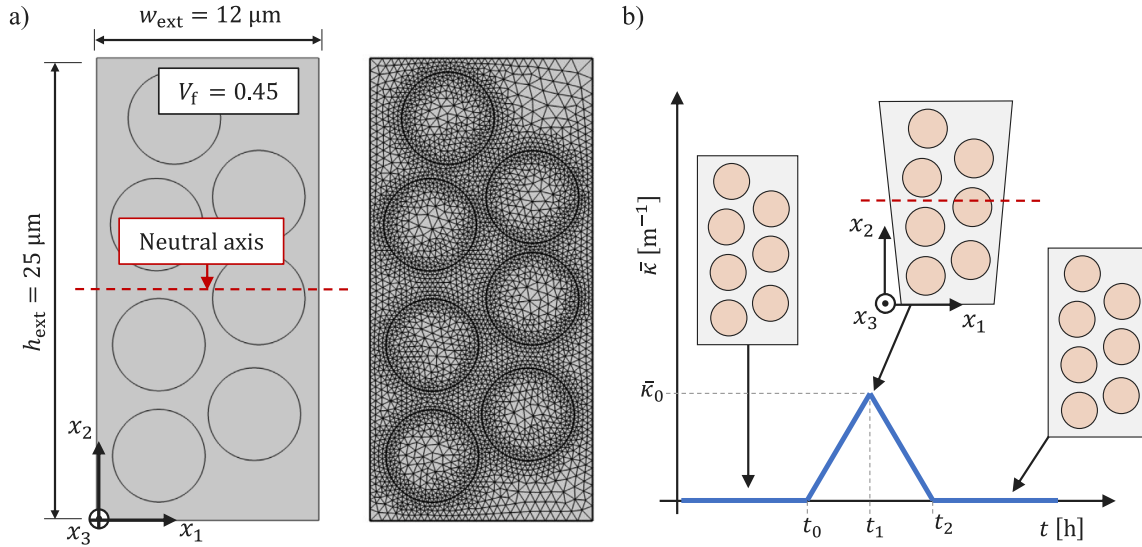 a)
w_ext = 12 μm
V_f = 0.45
Neutral axis
h_ext = 25 μm
x_2
x_3
x_1
b)
κ̄ [m⁻¹]
x_2
x_3
x_1
κ̄_0
t_0
t_1
t_2
t [h]